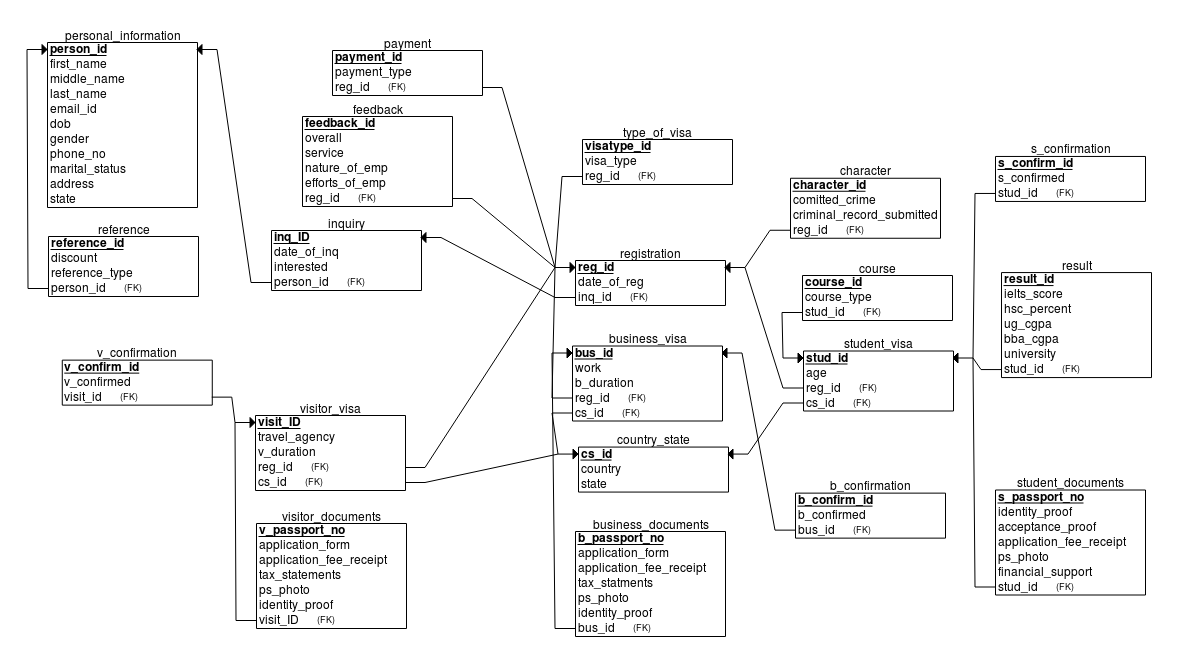 personal_information
person_id
first_name
middle_name
last_name
email_id
dob
gender
phone_no
marital_status
address
state
reference
reference_id
discount
reference_type
person_id (FK)
payment
payment_id
payment_type
reg_id (FK)
feedback
feedback_id
overall
service
nature_of_emp
efforts_of_emp
reg_id (FK)
inquiry
inq_ID
date_of_inq
interested
person_id (FK)
type_of_visa
visatype_id
visa_type
reg_id (FK)
registration
reg_id
date_of_reg
inq_id (FK)
character
character_id
comitted_crime
criminal_record_submitted
reg_id (FK)
course
course_id
course_type
stud_id (FK)
s_confirmation
s_confirm_id
s_confirmed
stud_id (FK)
result
result_id
ielts_score
hsc_percent
ug_cgpa
bba_cgpa
university
stud_id (FK)
v_confirmation
v_confirm_id
v_confirmed
visit_id (FK)
visitor_visa
visit_ID
travel_agency
v_duration
reg_id (FK)
cs_id (FK)
business_visa
bus_id
work
b_duration
reg_id (FK)
cs_id (FK)
student_visa
stud_id
age
reg_id (FK)
cs_id (FK)
country_state
cs_id
country
state
b_confirmation
b_confirm_id
b_confirmed
bus_id (FK)
visitor_documents
v_passport_no
application_form
application_fee_receipt
tax_statements
ps_photo
identity_proof
visit_ID (FK)
business_documents
b_passport_no
application_form
application_fee_receipt
tax_statments
ps_photo
identity_proof
bus_id (FK)
student_documents
s_passport_no
identity_proof
acceptance_proof
application_fee_receipt
ps_photo
financial_support
stud_id (FK)